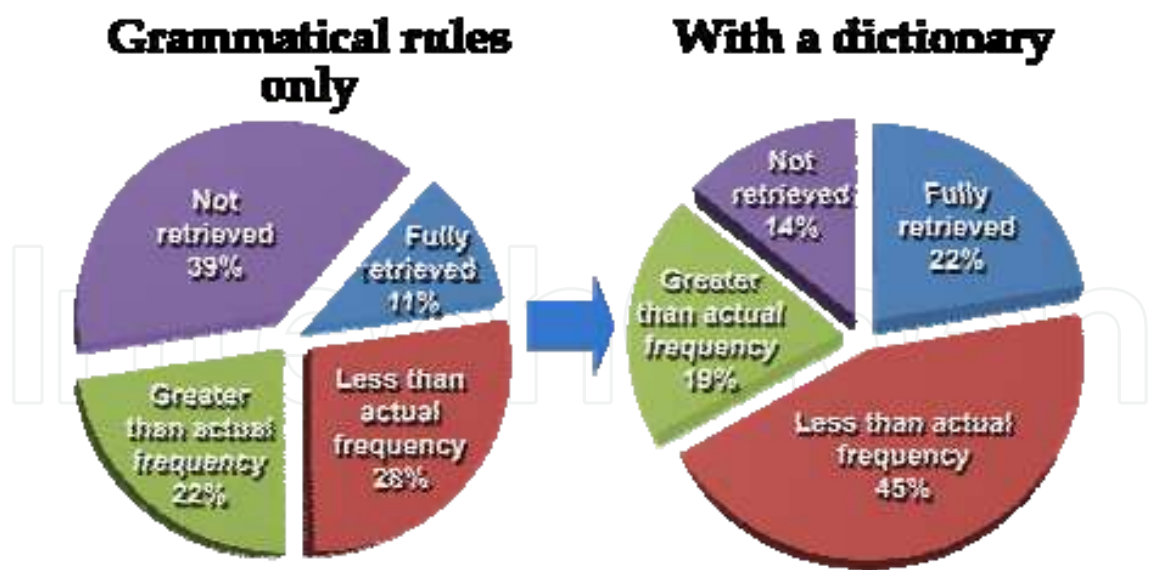 Grammatical rules
only
With a dictionary
Not
retrieved
39%
Fully
retrieved
11%
Less than
actual
frequency
28%
Greater
than actual
frequency
22%
Not
retrieved
14%
Fully
retrieved
22%
Greater
than actual
frequency
19%
Less than actual
frequency
45%